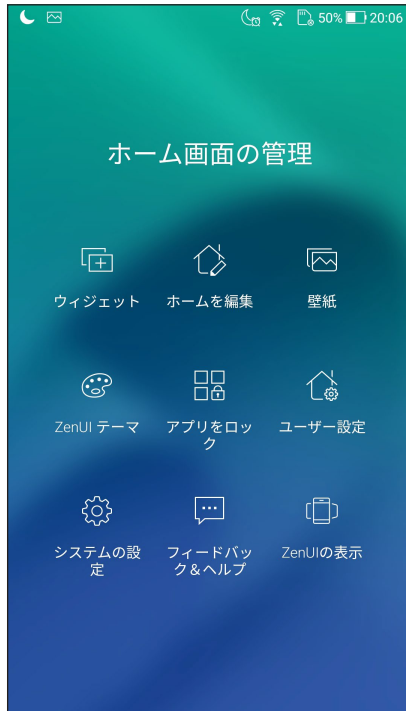 50% 20:06
ホーム画面の管理
ウィジェット
ホームを編集
壁紙
ZenUI テーマ
アプリをロッ
ク
ユーザー設定
システムの設
定
フィードバッ
ク＆ヘルプ
ZenUIの表示